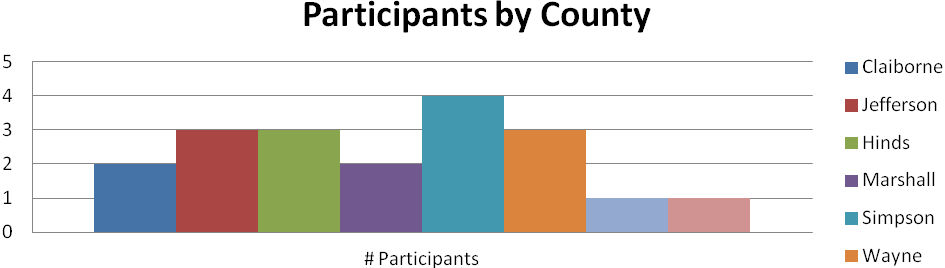 Participants by County
5
4
3
2
1
0
# Participants
Claiborne
Jefferson
Hinds
Marshall
Simpson
Wayne